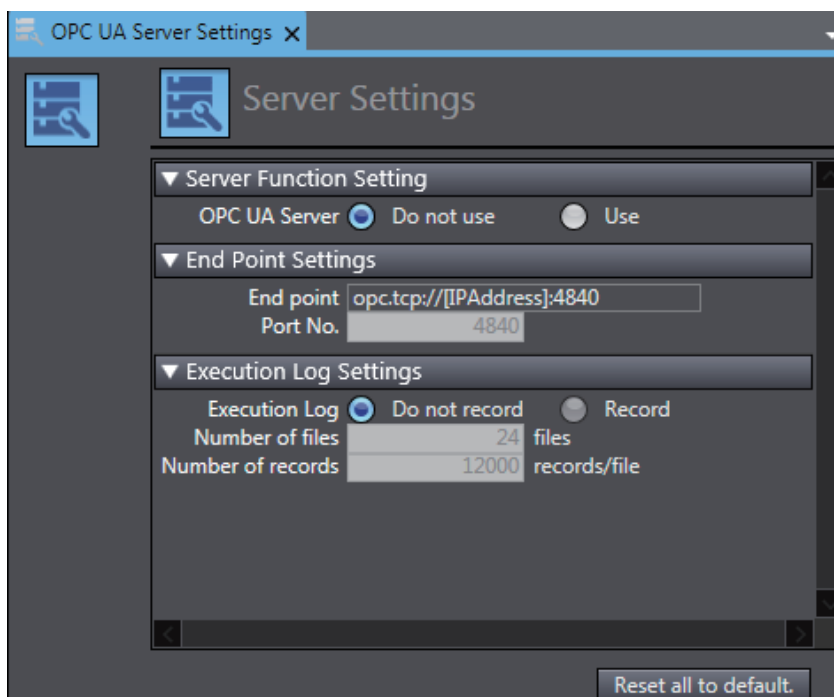 OPC UA Server Settings
Server Settings
Server Function Setting
OPC UA Server Do not use Use
End Point Settings
End point opc.tcp://[IPAddress]:4840
Port No. 4840
Execution Log Settings
Execution Log Do not record Record
Number of files 24 files
Number of records 12000 records/file
Reset all to default.